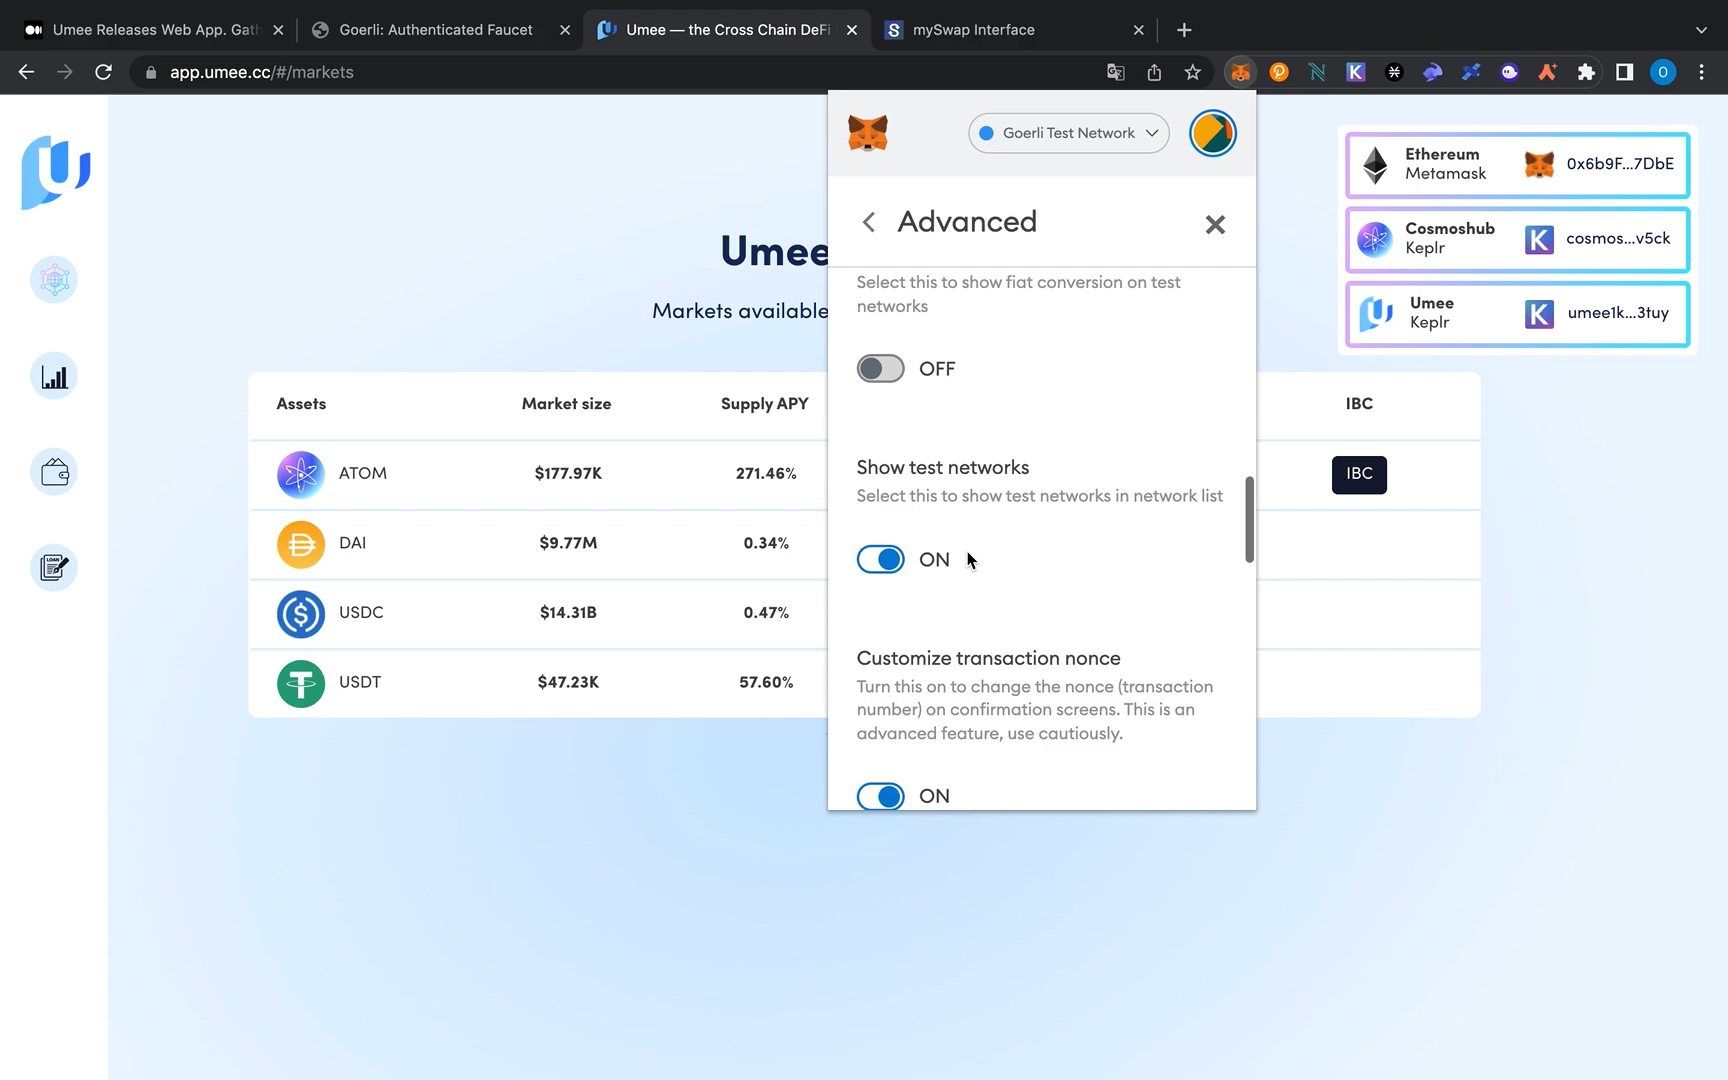 Umee Releases Web App. Gath
Goerli: Authenticated Faucet
Umee — the Cross Chain DeFi
mySwap Interface
app.umee.cc/#/markets
Goerli Test Network
Advanced
Select this to show fiat conversion on test
networks
OFF
Show test networks
Select this to show test networks in network list
ON
Customize transaction nonce
Turn this on to change the nonce (transaction
number) on confirmation screens. This is an
advanced feature, use cautiously.
ON
Ethereum
Metamask
0x6b9F...7DbE
Cosmoshub
Keplr
cosmos...v5ck
Umee
Keplr
umee1k...3tuy
Umee
Markets available
Assets Market size Supply APY IBC
ATOM $177.97K 271.46% IBC
DAI $9.77M 0.34%
USDC $14.31B 0.47%
USDT $47.23K 57.60%